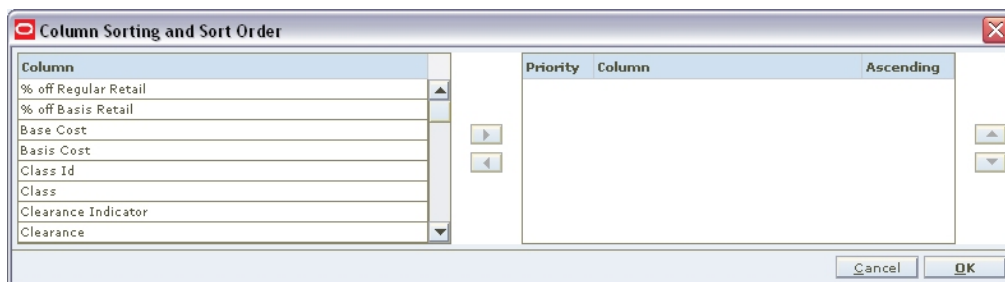 Column Sorting and Sort Order
Column
% off Regular Retail
% off Basis Retail
Base Cost
Basis Cost
Class Id
Class
Clearance Indicator
Clearance
Priority Column Ascending
Cancel OK